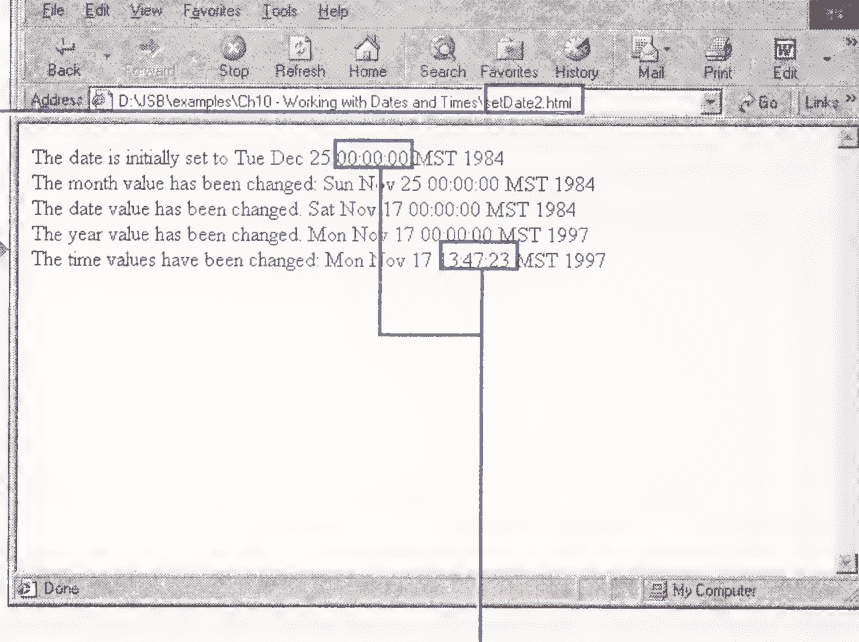 File Edit View Favorites Tools Help
Back Forward Stop Refresh Home Search Favorites History Mail Print Edit
Address D:\JSB\examples\Ch10 - Working with Dates and Times\setDate2.html Go Links »
The date is initially set to Tue Dec 25 00:00:00 MST 1984
The month value has been changed: Sun Nov 25 00:00:00 MST 1984
The date value has been changed. Sat Nov 17 00:00:00 MST 1984
The year value has been changed. Mon Nov 17 00:00:00 MST 1997
The time values have been changed: Mon Nov 17 13:47:23 MST 1997
Done My Computer